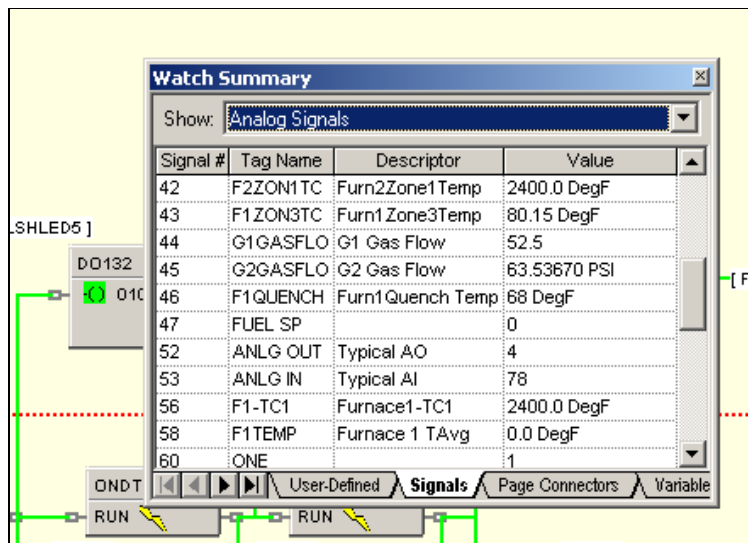 Watch Summary
Show: Analog Signals
Signal # Tag Name Descriptor Value
42 F2ZON1TC Furn2Zone1Temp 2400.0 DegF
43 F1ZON3TC Furn1Zone3Temp 80.15 DegF
44 G1GASFLO G1 Gas Flow 52.5
45 G2GASFLO G2 Gas Flow 63.53670 PSI
46 F1QUENCH Furn1Quench Temp 68 DegF
47 FUEL SP 0
52 ANLG OUT Typical AO 4
53 ANLG IN Typical AI 78
56 F1-TC1 Furnace1-TC1 2400.0 DegF
58 F1TEMP Furnace 1 TAvg 0.0 DegF
60 ONE 1
User-Defined Signals Page Connectors Variable
LSHLED5 ]
DO132
-() 010
[ F
ONDT
RUN
RUN